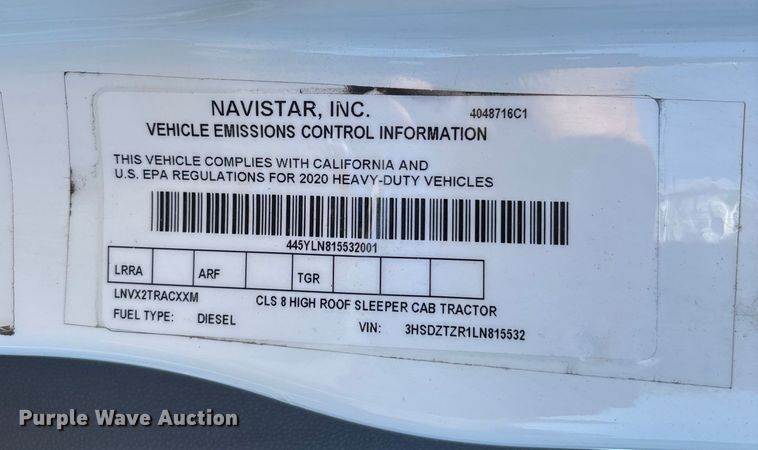 NAVISTAR, INC. 4048716C1
VEHICLE EMISSIONS CONTROL INFORMATION
THIS VEHICLE COMPLIES WITH CALIFORNIA AND
U.S. EPA REGULATIONS FOR 2020 HEAVY-DUTY VEHICLES
445YLN815532001
LRRA ARF TGR
LNVX2TRACXXM CLS 8 HIGH ROOF SLEEPER CAB TRACTOR
FUEL TYPE: DIESEL VIN: 3HSDZTZR1LN815532
Purple Wave Auction